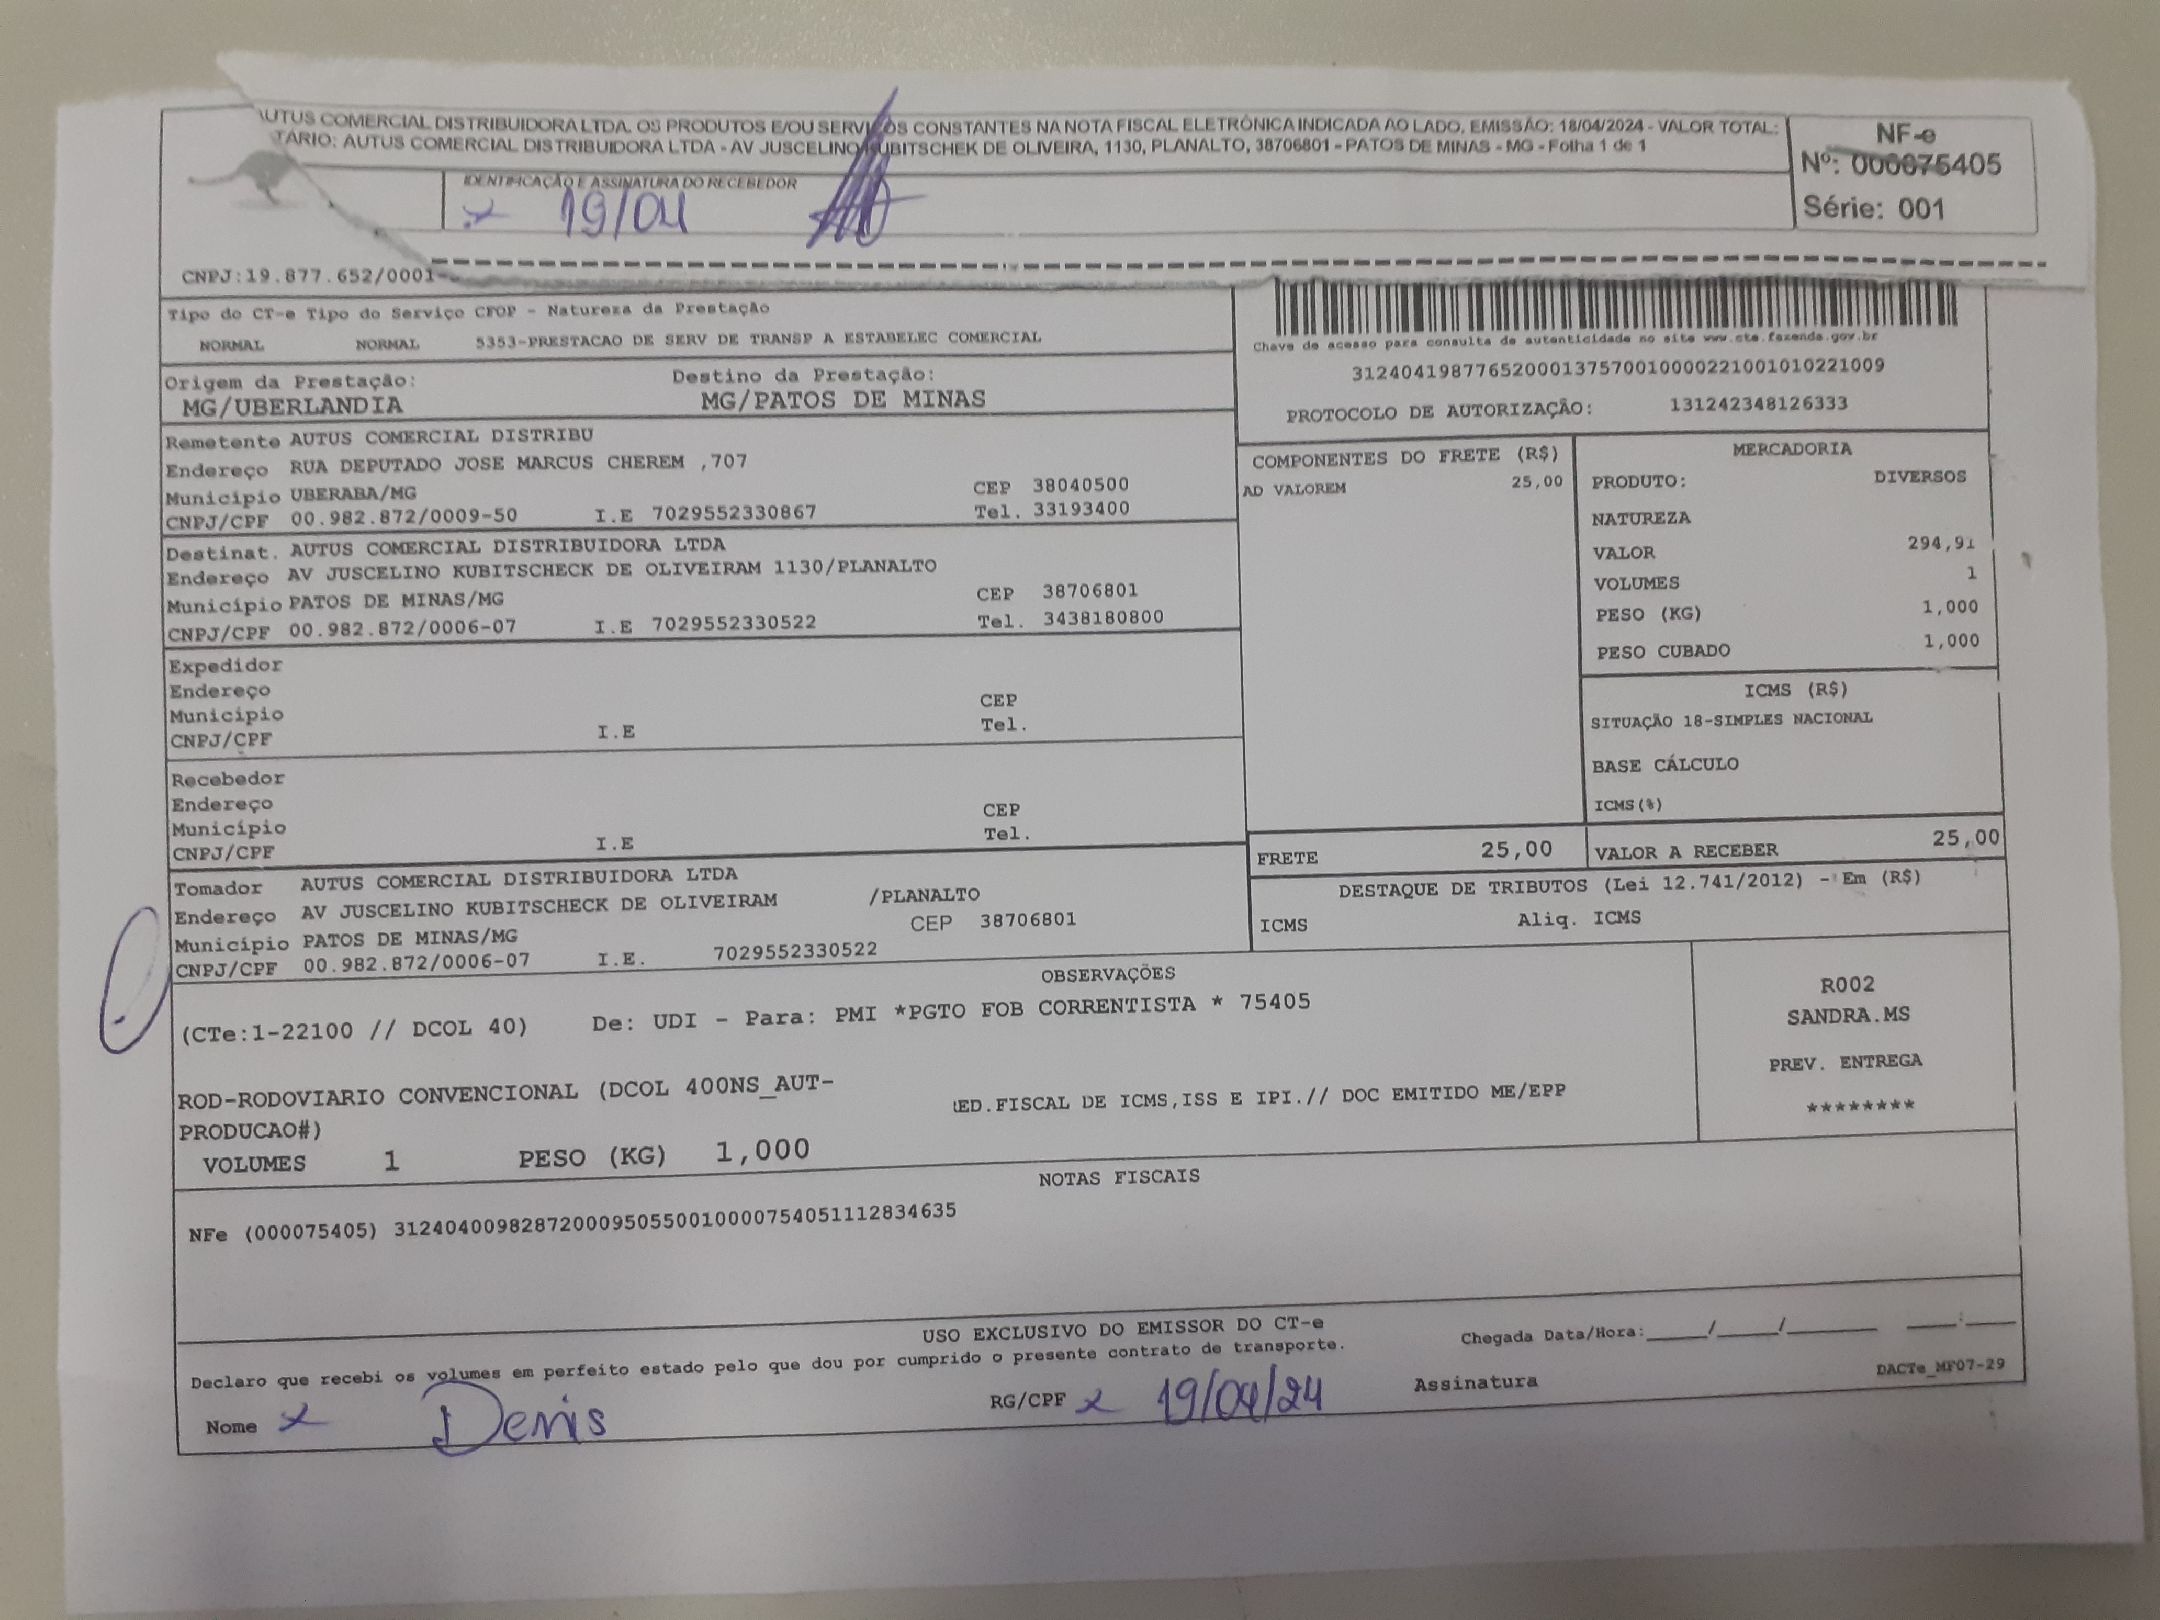 AUTUS COMERCIAL DISTRIBUIDORA LTDA. OS PRODUTOS E/OU SERVIÇOS CONSTANTES NA NOTA FISCAL ELETRÔNICA INDICADA AO LADO. EMISSÃO: 18/04/2024 - VALOR TOTAL:
TÁRIO: AUTUS COMERCIAL DISTRIBUIDORA LTDA - AV JUSCELINO KUBITSCHEK DE OLIVEIRA, 1130, PLANALTO, 38706801 - PATOS DE MINAS - MG - Folha 1 de 1
NF-e
Nº: 000075405
Série: 001
IDENTIFICAÇÃO E ASSINATURA DO RECEBEDOR
x 19/04
CNPJ:19.877.652/0001-
Tipo do CT-e Tipo do Serviço CFOP - Natureza da Prestação
NORMAL NORMAL 5353-PRESTACAO DE SERV DE TRANSP A ESTABELEC COMERCIAL
Chave de acesso para consulta de autenticidade no site www.cte.fazenda.gov.br
31240419877652000137570010000221001010221009
PROTOCOLO DE AUTORIZAÇÃO: 131242348126333
Origem da Prestação: Destino da Prestação:
MG/UBERLANDIA MG/PATOS DE MINAS
Remetente AUTUS COMERCIAL DISTRIBU
Endereço RUA DEPUTADO JOSE MARCUS CHEREM ,707
Município UBERABA/MG CEP 38040500
CNPJ/CPF 00.982.872/0009-50 I.E 7029552330867 Tel. 33193400
Destinat. AUTUS COMERCIAL DISTRIBUIDORA LTDA
Endereço AV JUSCELINO KUBITSCHECK DE OLIVEIRAM 1130/PLANALTO
Município PATOS DE MINAS/MG CEP 38706801
CNPJ/CPF 00.982.872/0006-07 I.E 7029552330522 Tel. 3438180800
Expedidor
Endereço
Município CEP
CNPJ/CPF I.E Tel.
Recebedor
Endereço
Município CEP
CNPJ/CPF I.E Tel.
Tomador AUTUS COMERCIAL DISTRIBUIDORA LTDA
Endereço AV JUSCELINO KUBITSCHECK DE OLIVEIRAM /PLANALTO
Município PATOS DE MINAS/MG CEP 38706801
CNPJ/CPF 00.982.872/0006-07 I.E. 7029552330522
COMPONENTES DO FRETE (R$)
AD VALOREM 25,00
MERCADORIA
PRODUTO: DIVERSOS
NATUREZA
VALOR 294,91
VOLUMES 1
PESO (KG) 1,000
PESO CUBADO 1,000
ICMS (R$)
SITUAÇÃO 18-SIMPLES NACIONAL
BASE CÁLCULO
ICMS(%)
FRETE 25,00 VALOR A RECEBER 25,00
DESTAQUE DE TRIBUTOS (Lei 12.741/2012) - Em (R$)
ICMS Aliq. ICMS
OBSERVAÇÕES
(CTe:1-22100 // DCOL 40) De: UDI - Para: PMI *PGTO FOB CORRENTISTA * 75405
ROD-RODOVIARIO CONVENCIONAL (DCOL 400NS_AUT-
PRODUCAO#)
ED.FISCAL DE ICMS,ISS E IPI.// DOC EMITIDO ME/EPP
VOLUMES 1 PESO (KG) 1,000
R002
SANDRA.MS
PREV. ENTREGA
********
NOTAS FISCAIS
NFe (000075405) 31240400982872000950550010000754051112834635
USO EXCLUSIVO DO EMISSOR DO CT-e
Declaro que recebi os volumes em perfeito estado pelo que dou por cumprido o presente contrato de transporte.
Chegada Data/Hora:_____/_____/_______ ____:____
Nome x Denis RG/CPF x 19/04/24 Assinatura
DACTe_MF07-29